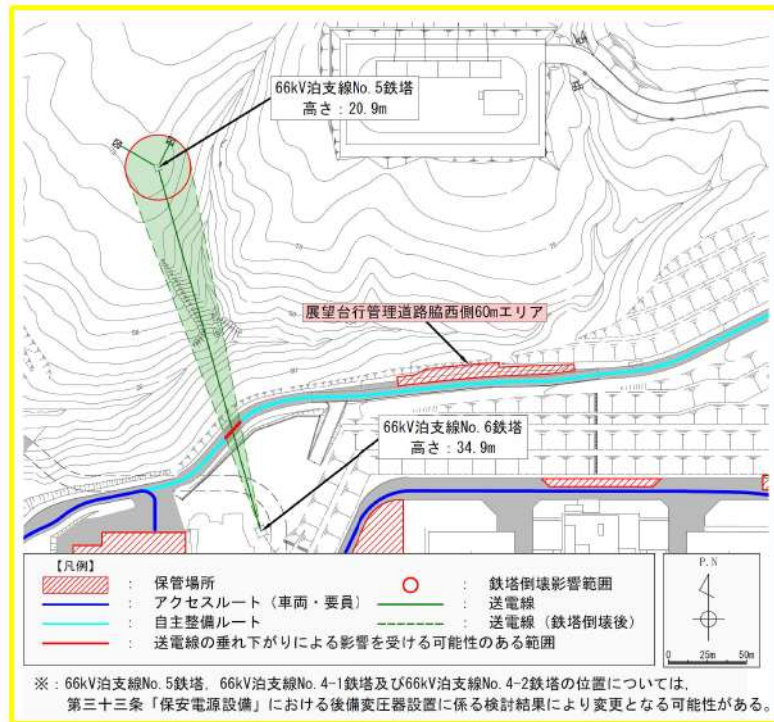 66kV泊支線No.5鉄塔
高さ：20.9m
展望台行管理道路脇西側60mエリア
66kV泊支線No.6鉄塔
高さ：34.9m
【凡例】
： 保管場所
： アクセスルート（車両・要員）
： 自主整備ルート
： 送電線の垂れ下がりによる影響を受ける可能性のある範囲
： 鉄塔倒壊影響範囲
： 送電線
： 送電線（鉄塔倒壊後）
P.N
0 25m 50m
※：66kV泊支線No.5鉄塔，66kV泊支線No.4-1鉄塔及び66kV泊支線No.4-2鉄塔の位置については，
第三十三条「保安電源設備」における後備変圧器設置に係る検討結果により変更となる可能性がある。